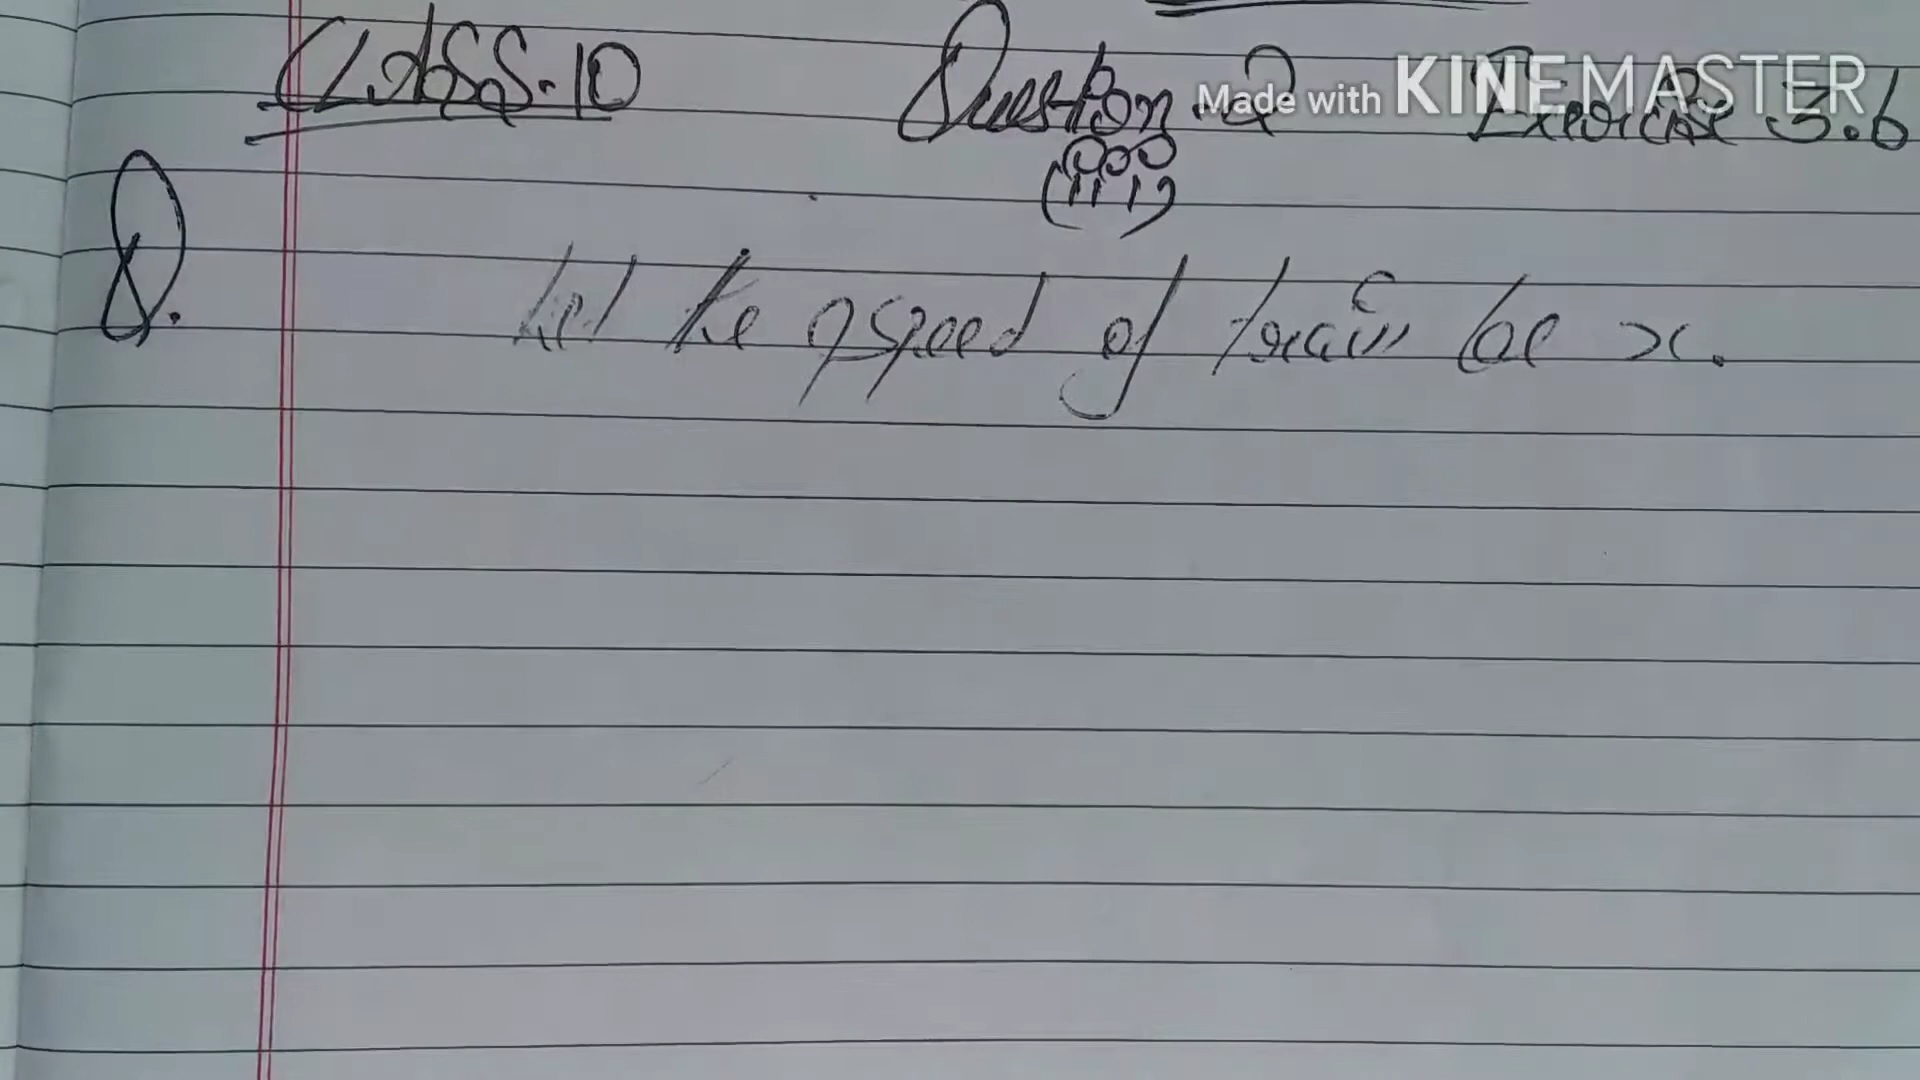 CLASS.10 Question.2 Exercise 3.6
(iii)
Made with KINEMASTER
Q. Let the speed of train be x.